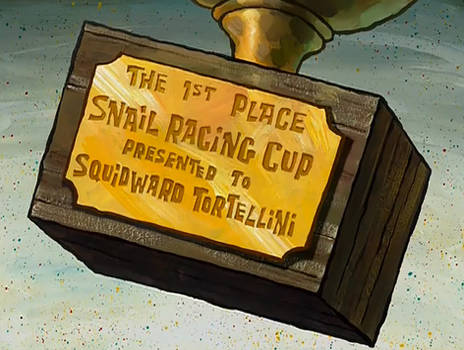 THE 1ST PLACE
SNAiL RACING CUP
PRESENTED TO
SQUiDWARD TORTELLiNi